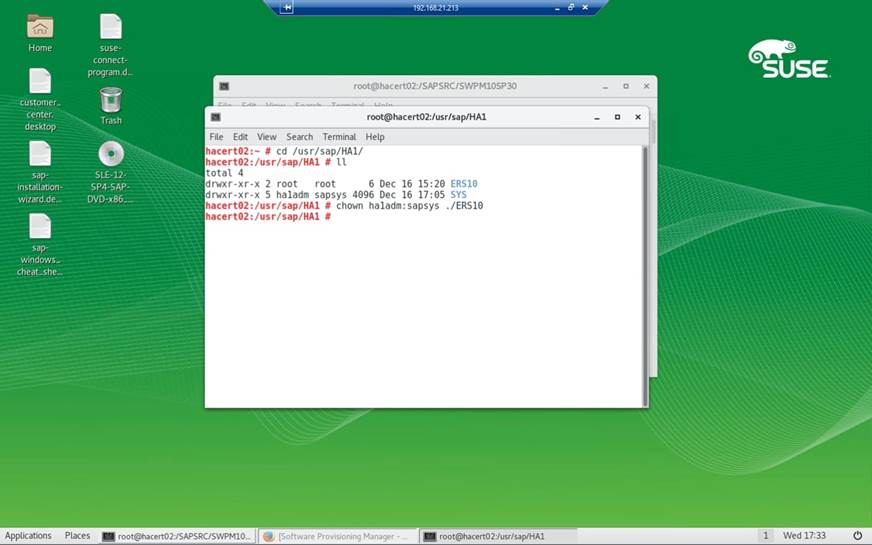 192.168.21.213
Home
suse-
connect-
program.d...
customer_
center.
desktop
Trash
sap-
installation-
wizard.de...
SLE-12-
SP4-SAP-
DVD-x86_...
sap-
windows_
cheat_she...
SUSE
root@hacert02:/SAPSRC/SWPM10SP30
File Edit View Search Terminal Help
root@hacert02:/usr/sap/HA1
File Edit View Search Terminal Help
hacert02:~ # cd /usr/sap/HA1/
hacert02:/usr/sap/HA1 # ll
total 4
drwxr-xr-x 2 root   root      6 Dec 16 15:20 ERS10
drwxr-xr-x 5 ha1adm sapsys 4096 Dec 16 17:05 SYS
hacert02:/usr/sap/HA1 # chown ha1adm:sapsys ./ERS10
hacert02:/usr/sap/HA1 #
Applications Places root@hacert02:/SAPSRC/SWPM10... [Software Provisioning Manager - ... root@hacert02:/usr/sap/HA1 1 Wed 17:33